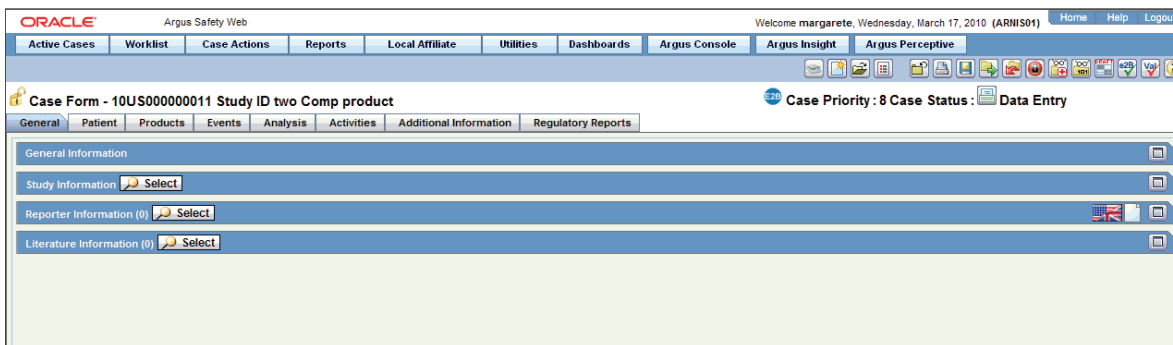 ORACLE Argus Safety Web Welcome margarete, Wednesday, March 17, 2010 (ARNIS01) Home Help Logou
Active Cases Worklist Case Actions Reports Local Affiliate Utilities Dashboards Argus Console Argus Insight Argus Perceptive
Case Form - 10US000000011 Study ID two Comp product E2B Case Priority : 8 Case Status : Data Entry
General Patient Products Events Analysis Activities Additional Information Regulatory Reports
General Information
Study Information Select
Reporter Information (0) Select
Literature Information (0) Select